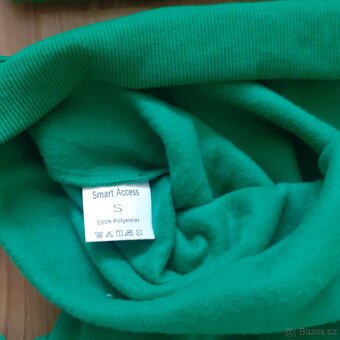 Smart Access
S
100% Polyester
Bazos.cz